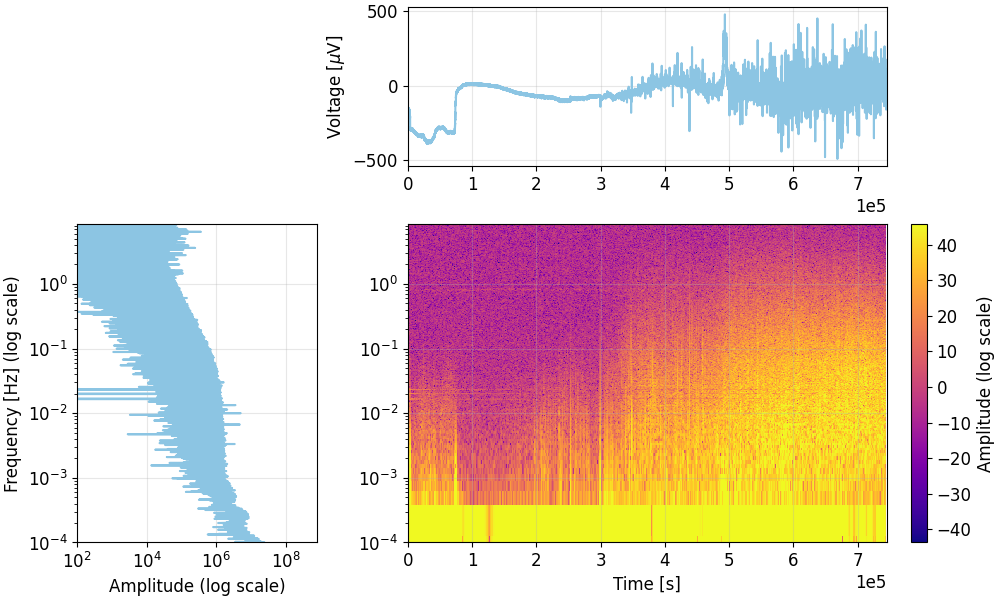 500
0
−500
Voltage [μV]
0 1 2 3 4 5 6 7
1e5
10⁰
10⁻¹
10⁻²
10⁻³
10⁻⁴
Frequency [Hz] (log scale)
10² 10⁴ 10⁶ 10⁸
Amplitude (log scale)
10⁰
10⁻¹
10⁻²
10⁻³
10⁻⁴
0 1 2 3 4 5 6 7
1e5
Time [s]
40
30
20
10
0
−10
−20
−30
−40
Amplitude (log scale)